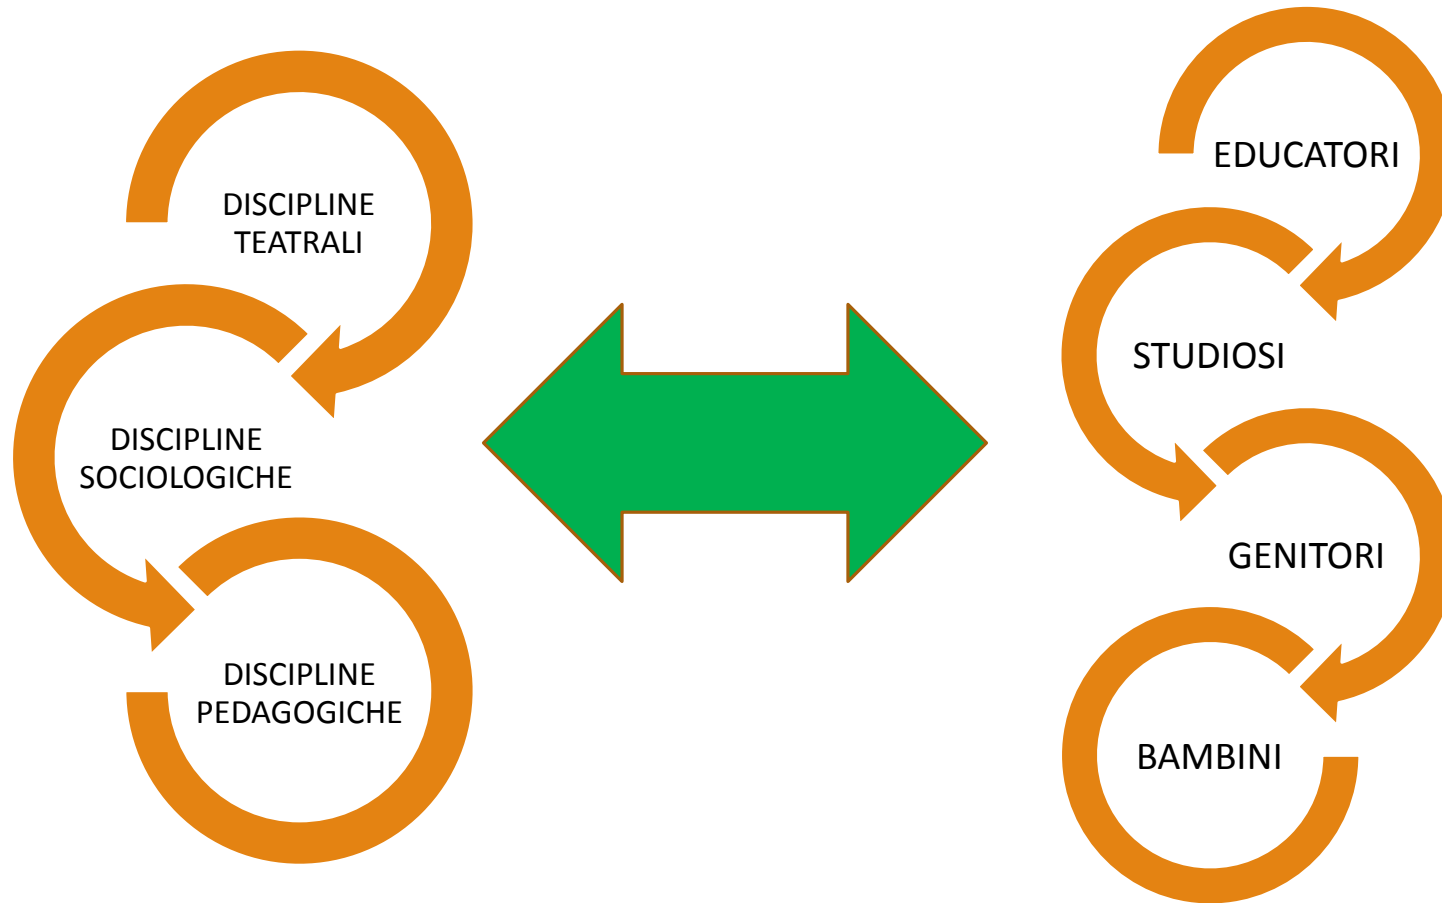 DISCIPLINE
TEATRALI
DISCIPLINE
SOCIOLOGICHE
DISCIPLINE
PEDAGOGICHE
EDUCATORI
STUDIOSI
GENITORI
BAMBINI